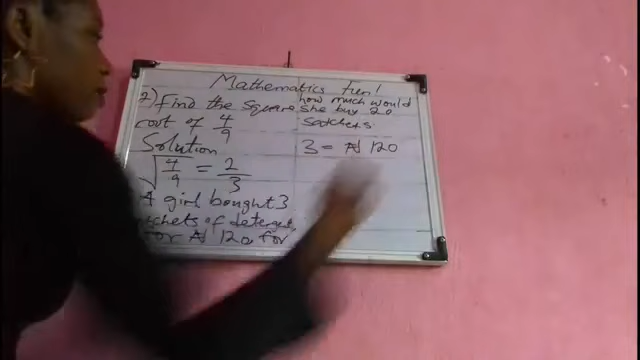 Mathematics Fun!
2) Find the square
root of 4/9
Solution
√4/9 = 2/3
A girl bought 3
satchets of detergent,
for ₦ 120 for
how much would
she buy 20
satchets.
3 = ₦ 120